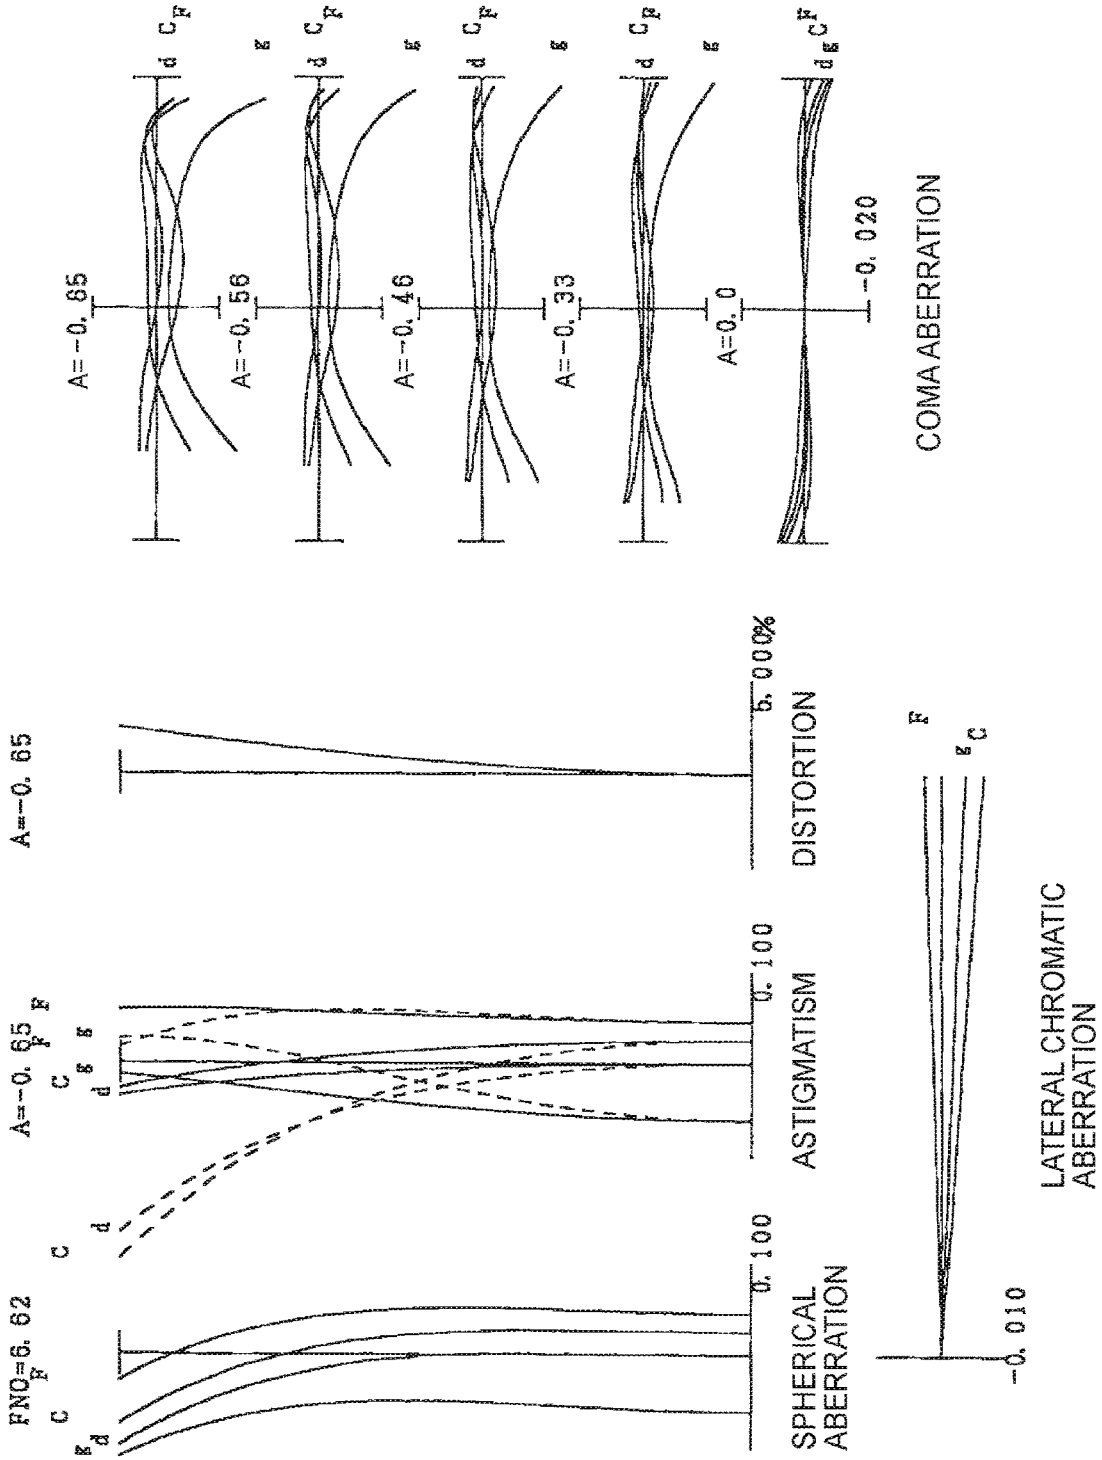 FNO=6. 62
F
C
g d
0. 100
SPHERICAL
ABERRATION
A=-0. 65
F
F
C
g
g
d
C
d
0. 100
ASTIGMATISM
A=-0. 65
5. 000%
DISTORTION
A=-0. 65
d C F
g
A=-0. 56
d C F
g
A=-0. 46
d C F
g
A=-0. 33
d C F
g
A=0. 0
d g C F
-0. 020
COMA ABERRATION
F
g C
-0. 010
LATERAL CHROMATIC
ABERRATION